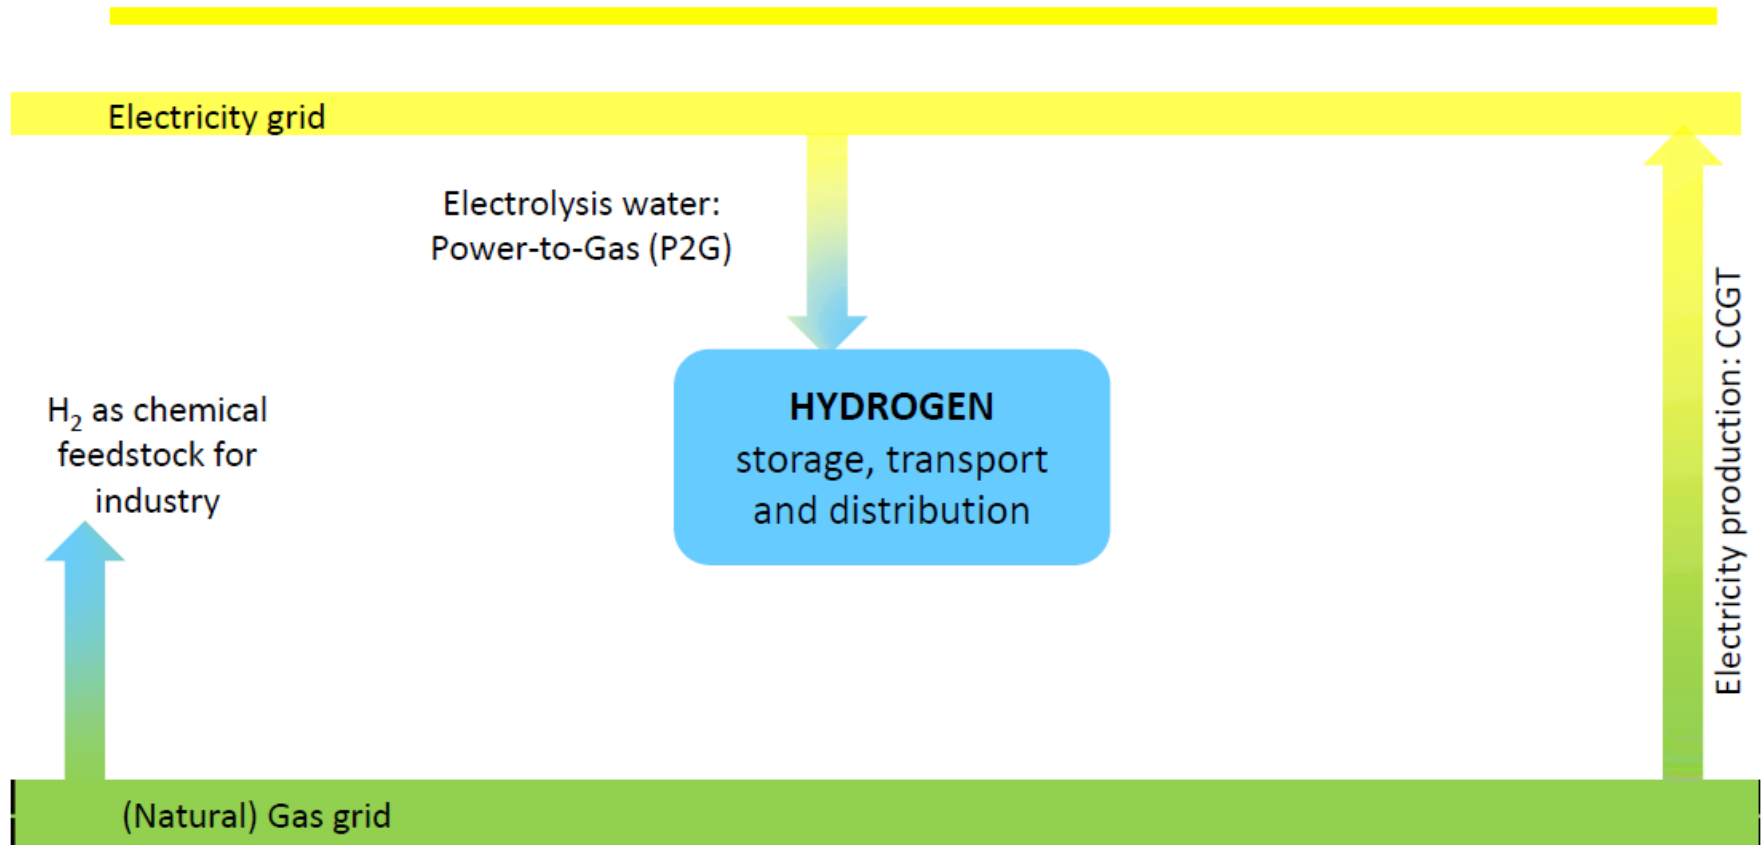 Electricity grid
Electrolysis water:
Power-to-Gas (P2G)
HYDROGEN
storage, transport
and distribution
H₂ as chemical
feedstock for
industry
Electricity production: CCGT
(Natural) Gas grid